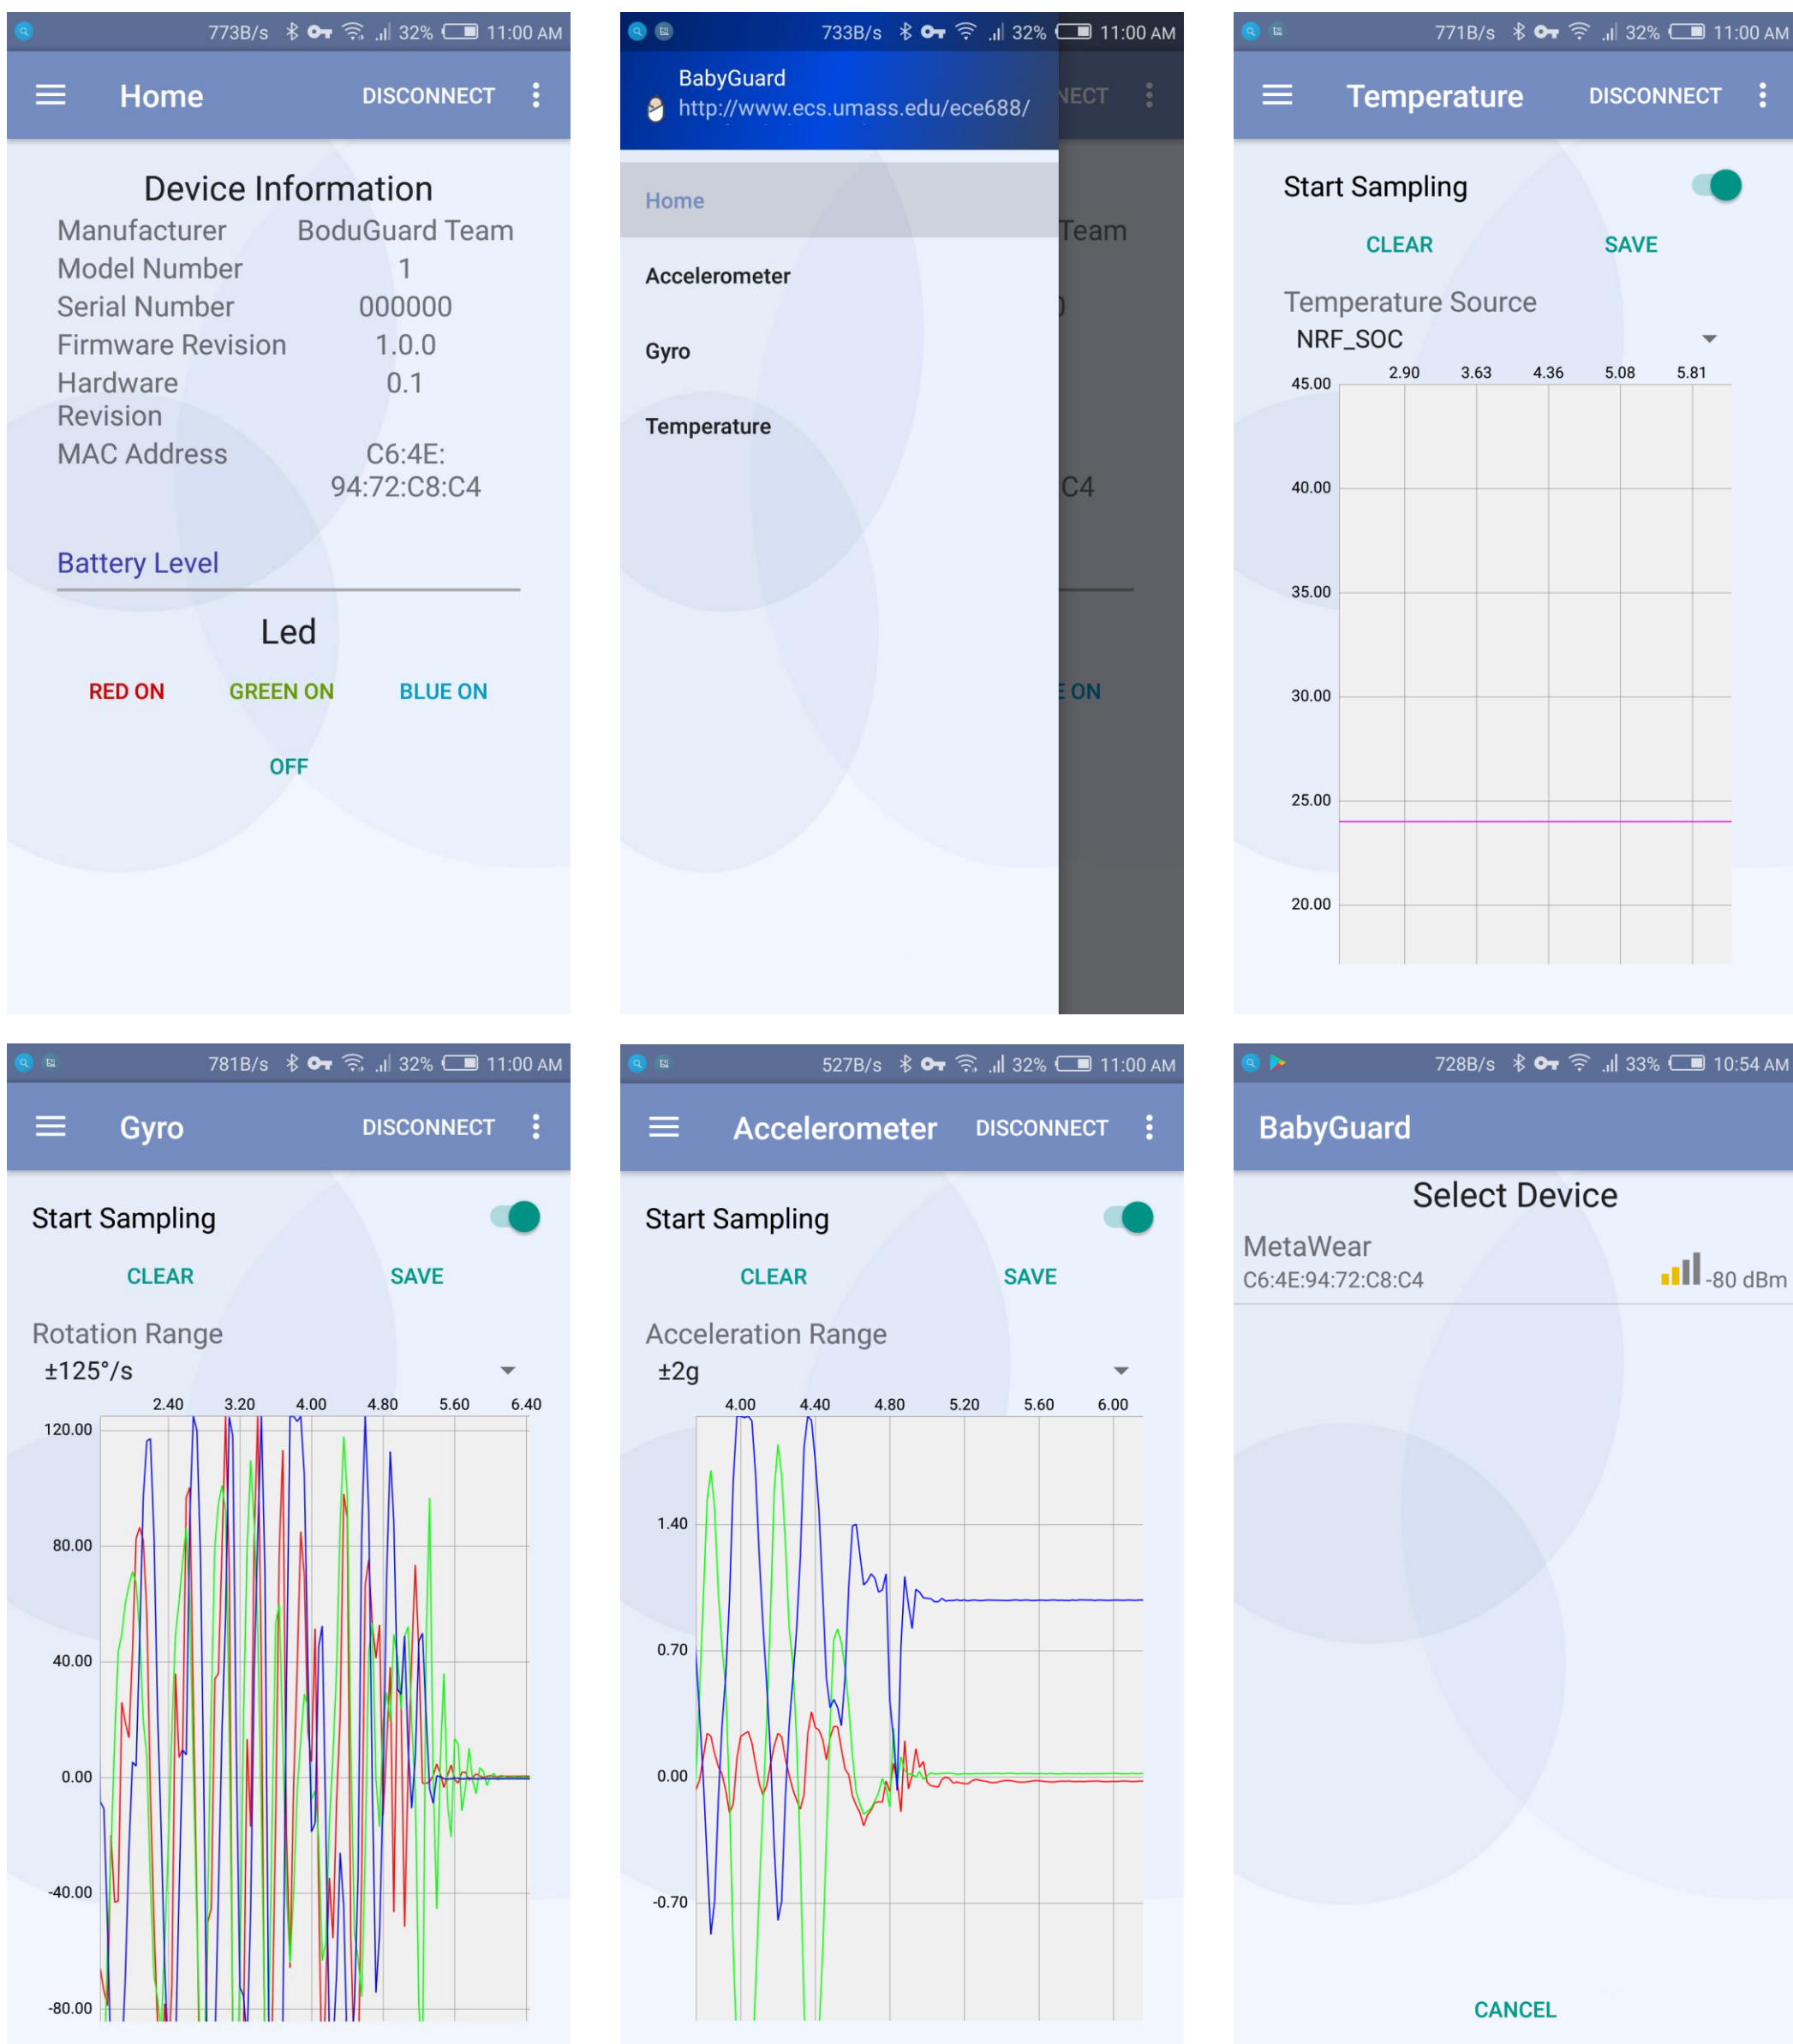 773B/s 32% 11:00 AM
Home DISCONNECT
Device Information
Manufacturer BoduGuard Team
Model Number 1
Serial Number 000000
Firmware Revision 1.0.0
Hardware Revision 0.1
MAC Address C6:4E:94:72:C8:C4
Battery Level
Led
RED ON GREEN ON BLUE ON
OFF
733B/s 32% 11:00 AM
BabyGuard
http://www.ecs.umass.edu/ece688/
NECT
Home
Team
Accelerometer
Gyro
Temperature
C4
E ON
771B/s 32% 11:00 AM
Temperature DISCONNECT
Start Sampling
CLEAR SAVE
Temperature Source
NRF_SOC
2.90 3.63 4.36 5.08 5.81
45.00
40.00
35.00
30.00
25.00
20.00
781B/s 32% 11:00 AM
Gyro DISCONNECT
Start Sampling
CLEAR SAVE
Rotation Range
±125°/s
2.40 3.20 4.00 4.80 5.60 6.40
120.00
80.00
40.00
0.00
-40.00
-80.00
527B/s 32% 11:00 AM
Accelerometer DISCONNECT
Start Sampling
CLEAR SAVE
Acceleration Range
±2g
4.00 4.40 4.80 5.20 5.60 6.00
1.40
0.70
0.00
-0.70
728B/s 33% 10:54 AM
BabyGuard
Select Device
MetaWear
C6:4E:94:72:C8:C4 -80 dBm
CANCEL